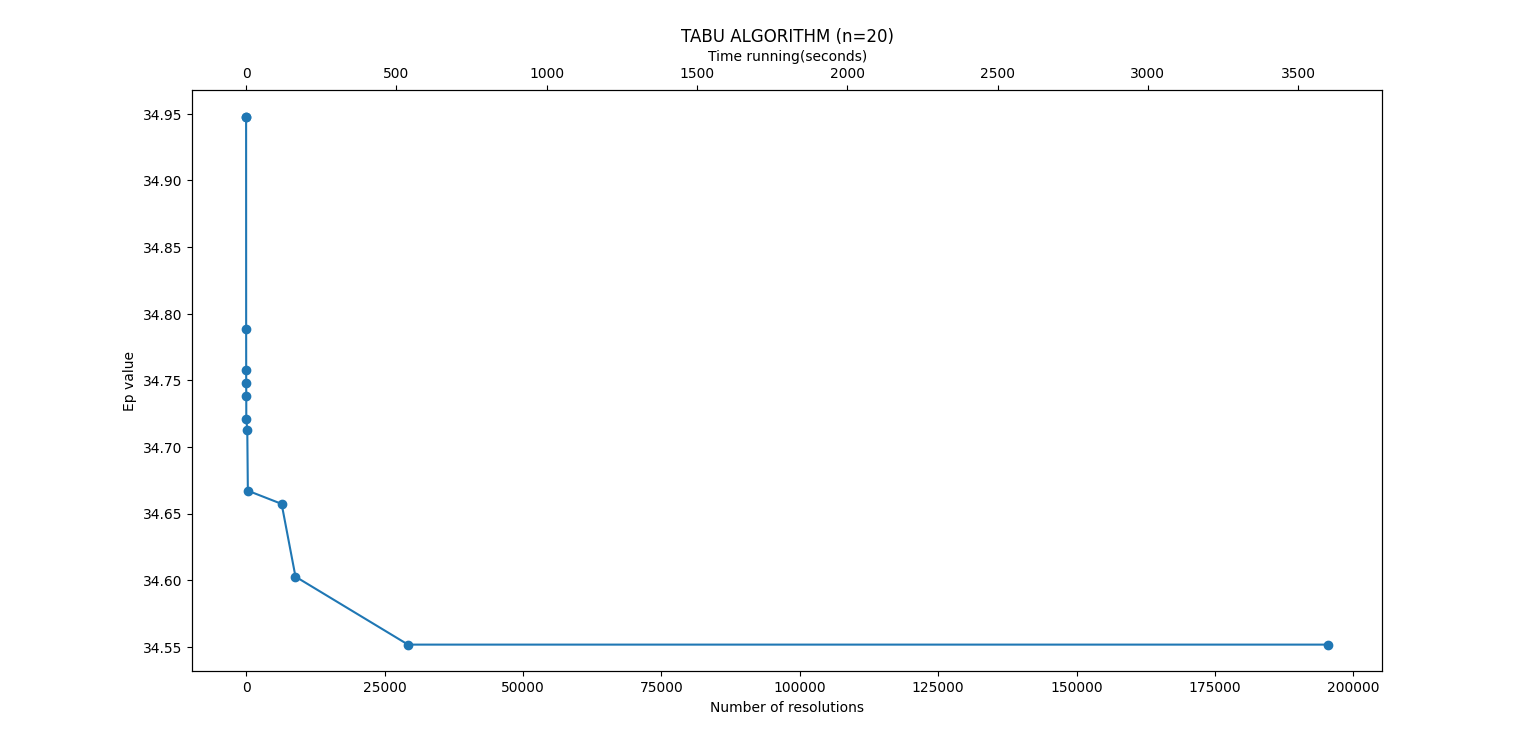 TABU ALGORITHM (n=20)
Time running(seconds)
0 500 1000 1500 2000 2500 3000 3500
34.95
34.90
34.85
34.80
34.75
34.70
34.65
34.60
34.55
Ep value
0 25000 50000 75000 100000 125000 150000 175000 200000
Number of resolutions